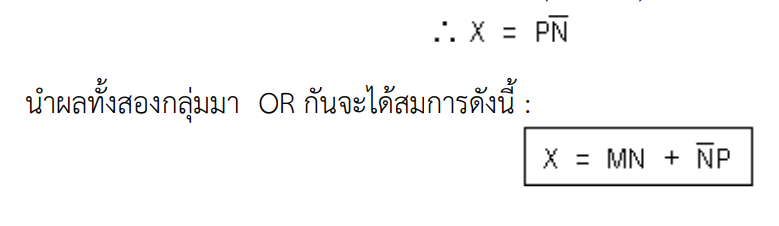 ∴ X = PN̅
นำผลทั้งสองกลุ่มมา OR กันจะได้สมการดังนี้ :
X = MN + N̅P